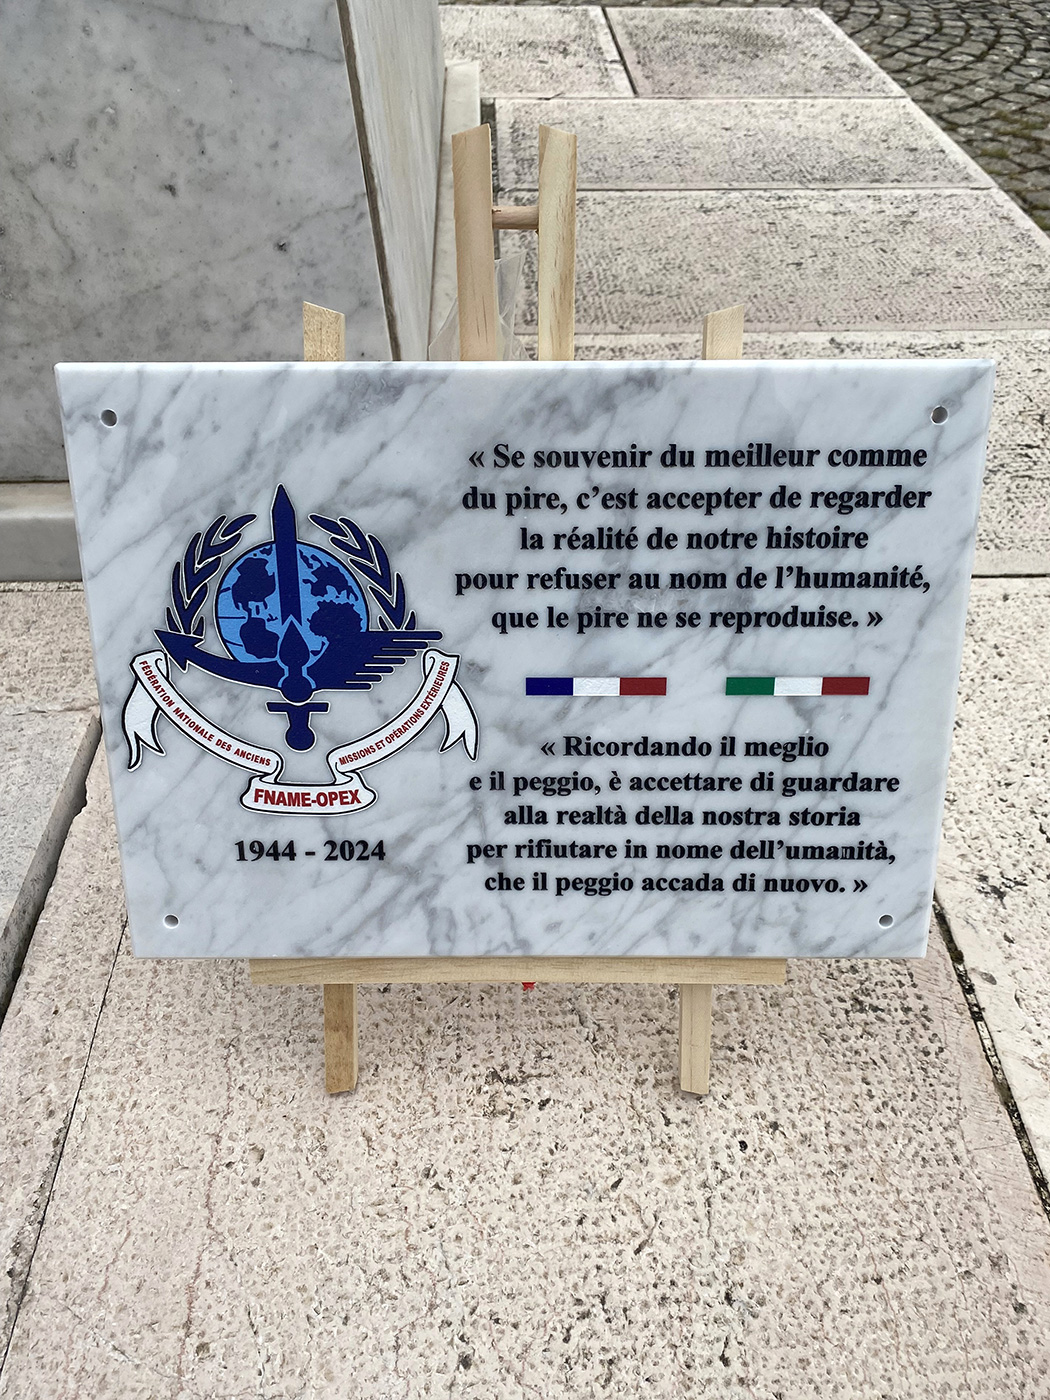 « Se souvenir du meilleur comme
du pire, c’est accepter de regarder
la réalité de notre histoire
pour refuser au nom de l’humanité,
que le pire ne se reproduise. »
« Ricordando il meglio
e il peggio, è accettare di guardare
alla realtà della nostra storia
per rifiutare in nome dell’umanità,
che il peggio accada di nuovo. »
FÉDÉRATION NATIONALE DES ANCIENS
MISSIONS ET OPÉRATIONS EXTÉRIEURES
FNAME-OPEX
1944 - 2024